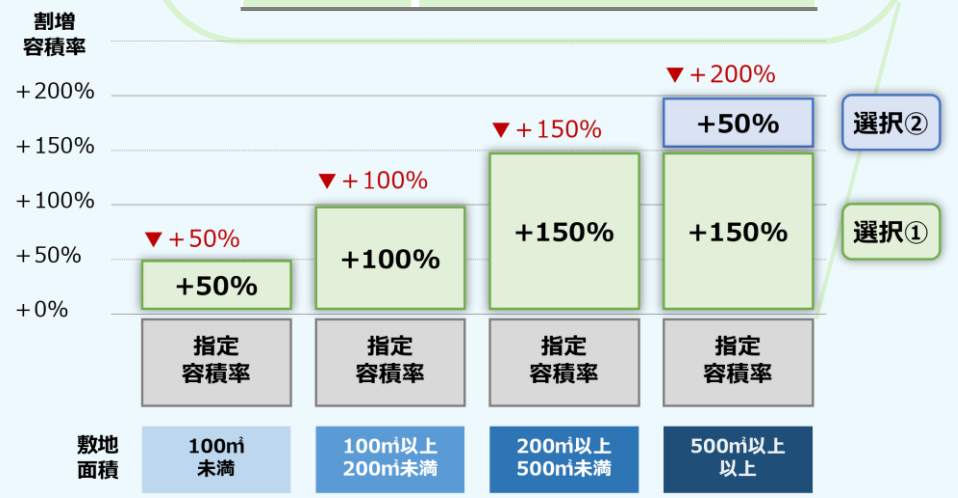 割増
容積率
+200%
+150%
+100%
+50%
+0%
▼+50%
▼+100%
▼+150%
▼+200%
+50%
+100%
+150%
+50%
+150%
選択②
選択①
指定
容積率
指定
容積率
指定
容積率
指定
容積率
敷地
面積
100㎡
未満
100㎡以上
200㎡未満
200㎡以上
500㎡未満
500㎡以上
以上